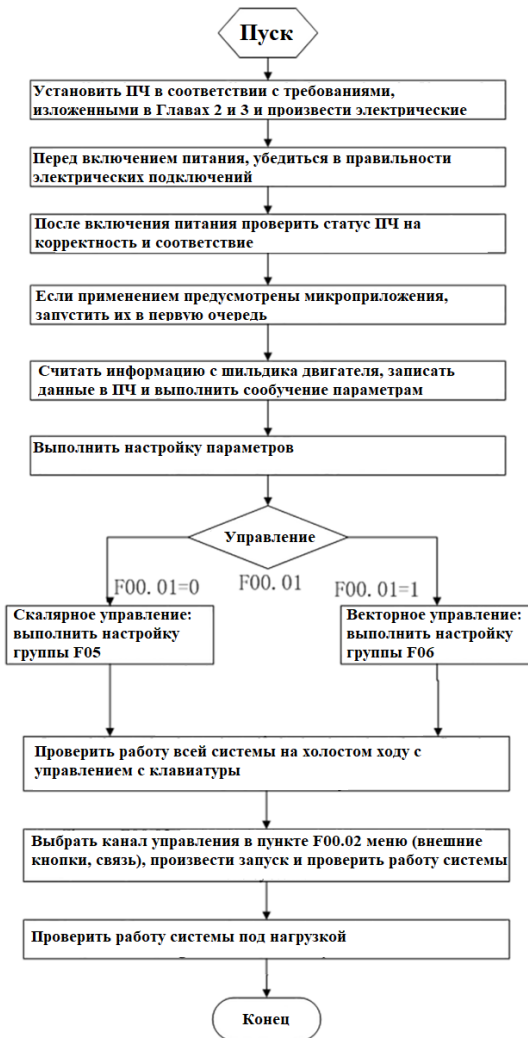 Пуск
Установить ПЧ в соответствии с требованиями,
изложенными в Главах 2 и 3 и произвести электрические
Перед включением питания, убедиться в правильности
электрических подключений
После включения питания проверить статус ПЧ на
корректность и соответствие
Если применением предусмотрены микроприложения,
запустить их в первую очередь
Считать информацию с шильдика двигателя, записать
данные в ПЧ и выполнить сообучение параметрам
Выполнить настройку параметров
Управление
F00.01=0
F00.01
F00.01=1
Скалярное управление:
выполнить настройку
группы F05
Векторное управление:
выполнить настройку
группы F06
Проверить работу всей системы на холостом ходу с
управлением с клавиатуры
Выбрать канал управления в пункте F00.02 меню (внешние
кнопки, связь), произвести запуск и проверить работу системы
Проверить работу системы под нагрузкой
Конец